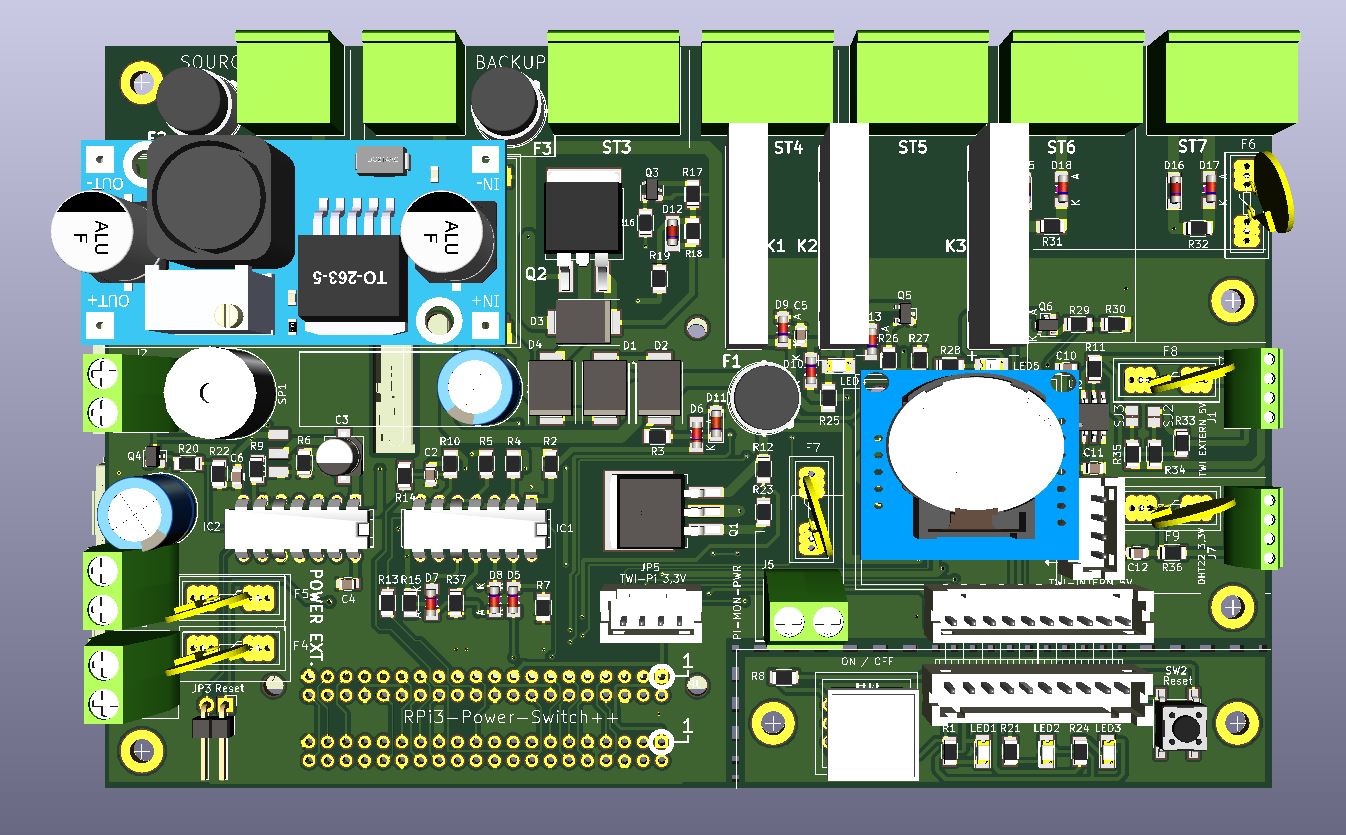 SOURC
BACKUP
F3
ST3
ST4
ST5
ST6
ST7
F6
OUT-
IN-
ALU
F
ALU
F
TO-263-5
OUT+
IN+
Q3
R17
D12
R18
R19
Q2
D3
K1
K2
K3
D18
A
K
R31
D16
D17
A
K
R32
D4
D1
D2
F1
D9
C5
A
Q5
R26
R27
R28
LED5
Q6
R29
R30
C10
R11
F8
SP1
C3
D6
D11
R3
R25
J1
SJ3
SJ2
R33
R35
R34
TWI EXTERN 5V
C11
Q4
R20
R22
C6
R9
R6
R14
C2
R10
R5
R4
R2
R12
R23
F7
IC2
IC1
Q1
F9
J7
DHT22 3,3V
C12
R36
POWER EXT.
C4
R13
R15
D7
R37
D8
D5
R7
JP5
TWI-Pi 3,3V
PI-MON-PWR
J5
TWI-INTERN 5V
F5
F4
JP3 Reset
1
RPi3-Power-Switch++
1
ON / OFF
R8
SW2
Reset
R1
LED1
R21
LED2
R24
LED3